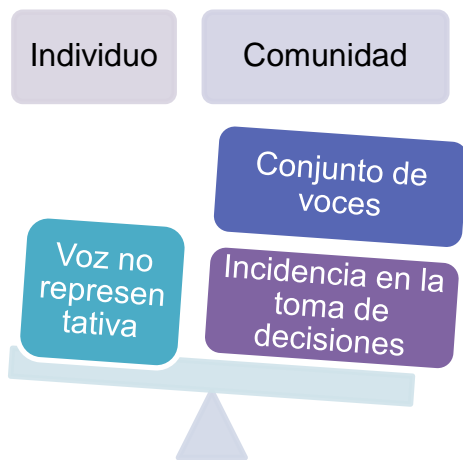 Individuo
Comunidad
Conjunto de
voces
Voz no
represen
tativa
Incidencia en la
toma de
decisiones